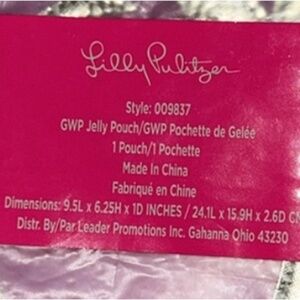 Lilly Pulitzer
Style: 009837
GWP Jelly Pouch/GWP Pochette de Gelée
1 Pouch/1 Pochette
Made In China
Fabriqué en Chine
Dimensions: 9.5L x 6.25H x 1D INCHES / 24.1L x 15.9H x 2.6D
Distr. By/Par Leader Promotions Inc. Gahanna Ohio 43230